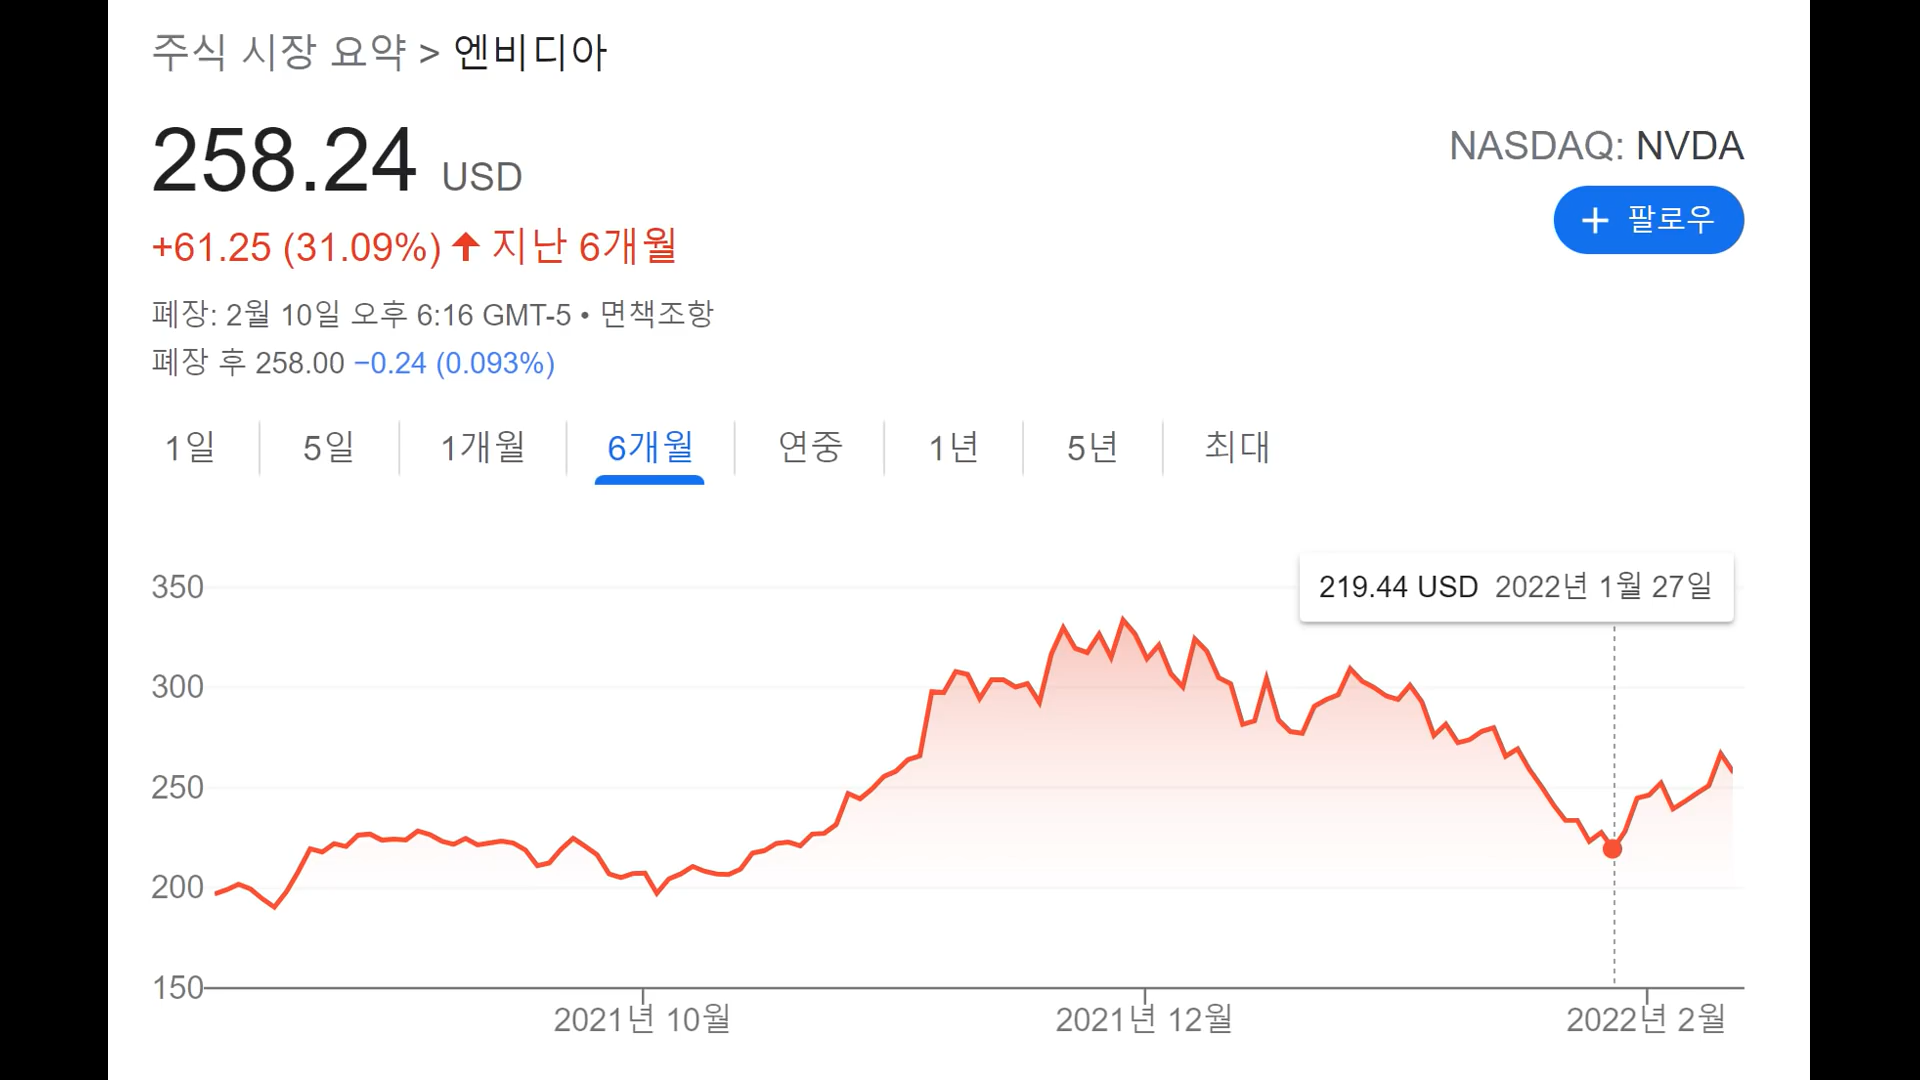 주식 시장 요약 > 엔비디아
258.24 USD
NASDAQ: NVDA
+ 팔로우
+61.25 (31.09%) ↑ 지난 6개월
폐장: 2월 10일 오후 6:16 GMT-5 • 면책조항
폐장 후 258.00 −0.24 (0.093%)
1일 5일 1개월 6개월 연중 1년 5년 최대
219.44 USD 2022년 1월 27일
350
300
250
200
150
2021년 10월 2021년 12월 2022년 2월